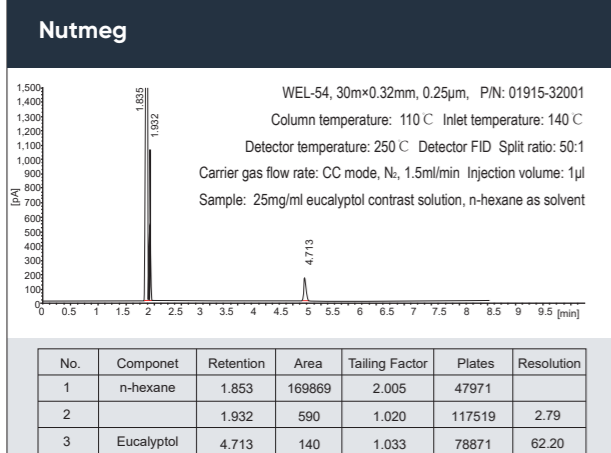 Nutmeg
WEL-54, 30m×0.32mm, 0.25μm, P/N: 01915-32001
Column temperature: 110℃ Inlet temperature: 140℃
Detector temperature: 250℃ Detector FID Split ratio: 50:1
Carrier gas flow rate: CC mode, N₂, 1.5ml/min Injection volume: 1μl
Sample: 25mg/ml eucalyptol contrast solution, n-hexane as solvent
1,500
1,400
1,300
1,200
1,100
1,000
900
800
700
600
500
400
300
200
100
0
[pA]
1.835
1.932
4.713
0 0.5 1 1.5 2 2.5 3 3.5 4 4.5 5 5.5 6 6.5 7 7.5 8 8.5 9 9.5 [min]
No. Componet Retention Area Tailing Factor Plates Resolution
1 n-hexane 1.853 169869 2.005 47971
2 1.932 590 1.020 117519 2.79
3 Eucalyptol 4.713 140 1.033 78871 62.20